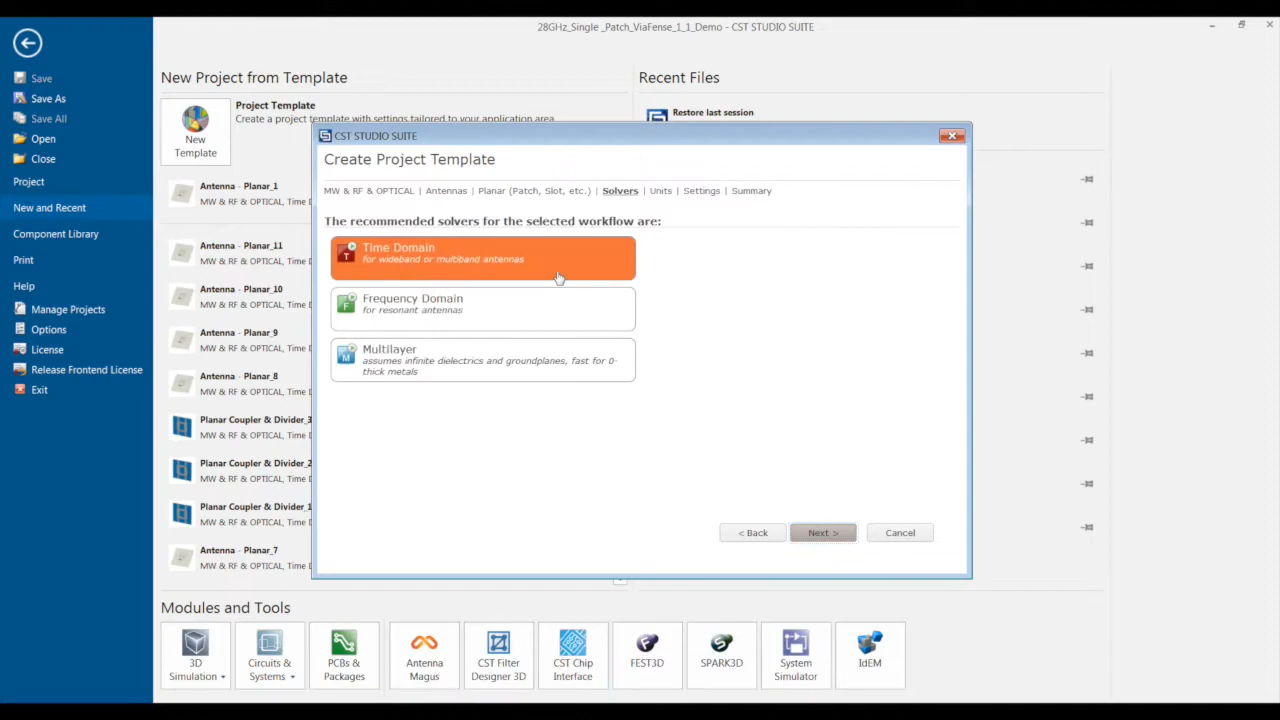 28GHz_Single _Patch_ViaFense_1_1_Demo - CST STUDIO SUITE
Save
Save As
Save All
Open
Close
Project
New and Recent
Component Library
Print
Help
Manage Projects
Options
License
Release Frontend License
Exit
New Project from Template
Recent Files
New
Template
Project Template
Create a project template with settings tailored to your application area
Restore last session
Antenna - Planar_1
MW & RF & OPTICAL, Time D
Antenna - Planar_11
MW & RF & OPTICAL, Time D
Antenna - Planar_10
MW & RF & OPTICAL, Time D
Antenna - Planar_9
MW & RF & OPTICAL, Time D
Antenna - Planar_8
MW & RF & OPTICAL, Time D
Planar Coupler & Divider_3
MW & RF & OPTICAL, Time D
Planar Coupler & Divider_2
MW & RF & OPTICAL, Time D
Planar Coupler & Divider_1
MW & RF & OPTICAL, Time D
Antenna - Planar_7
MW & RF & OPTICAL, Time D
CST STUDIO SUITE
Create Project Template
MW & RF & OPTICAL | Antennas | Planar (Patch, Slot, etc.) | Solvers | Units | Settings | Summary
The recommended solvers for the selected workflow are:
T
Time Domain
for wideband or multiband antennas
F
Frequency Domain
for resonant antennas
M
Multilayer
assumes infinite dielectrics and groundplanes, fast for 0-
thick metals
< Back
Next >
Cancel
Modules and Tools
3D
Simulation
Circuits &
Systems
PCBs &
Packages
Antenna
Magus
CST Filter
Designer 3D
CST Chip
Interface
FEST3D
SPARK3D
System
Simulator
IdEM